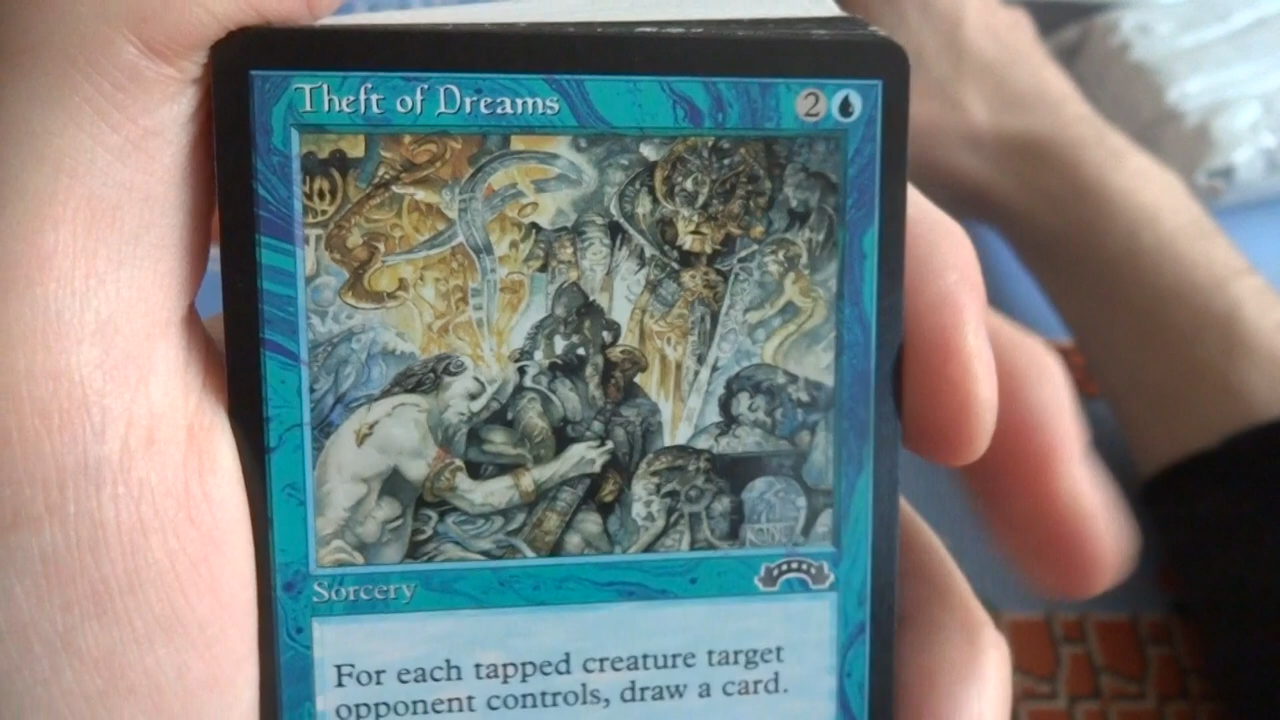 Theft of Dreams 2
Sorcery
For each tapped creature target
opponent controls, draw a card.